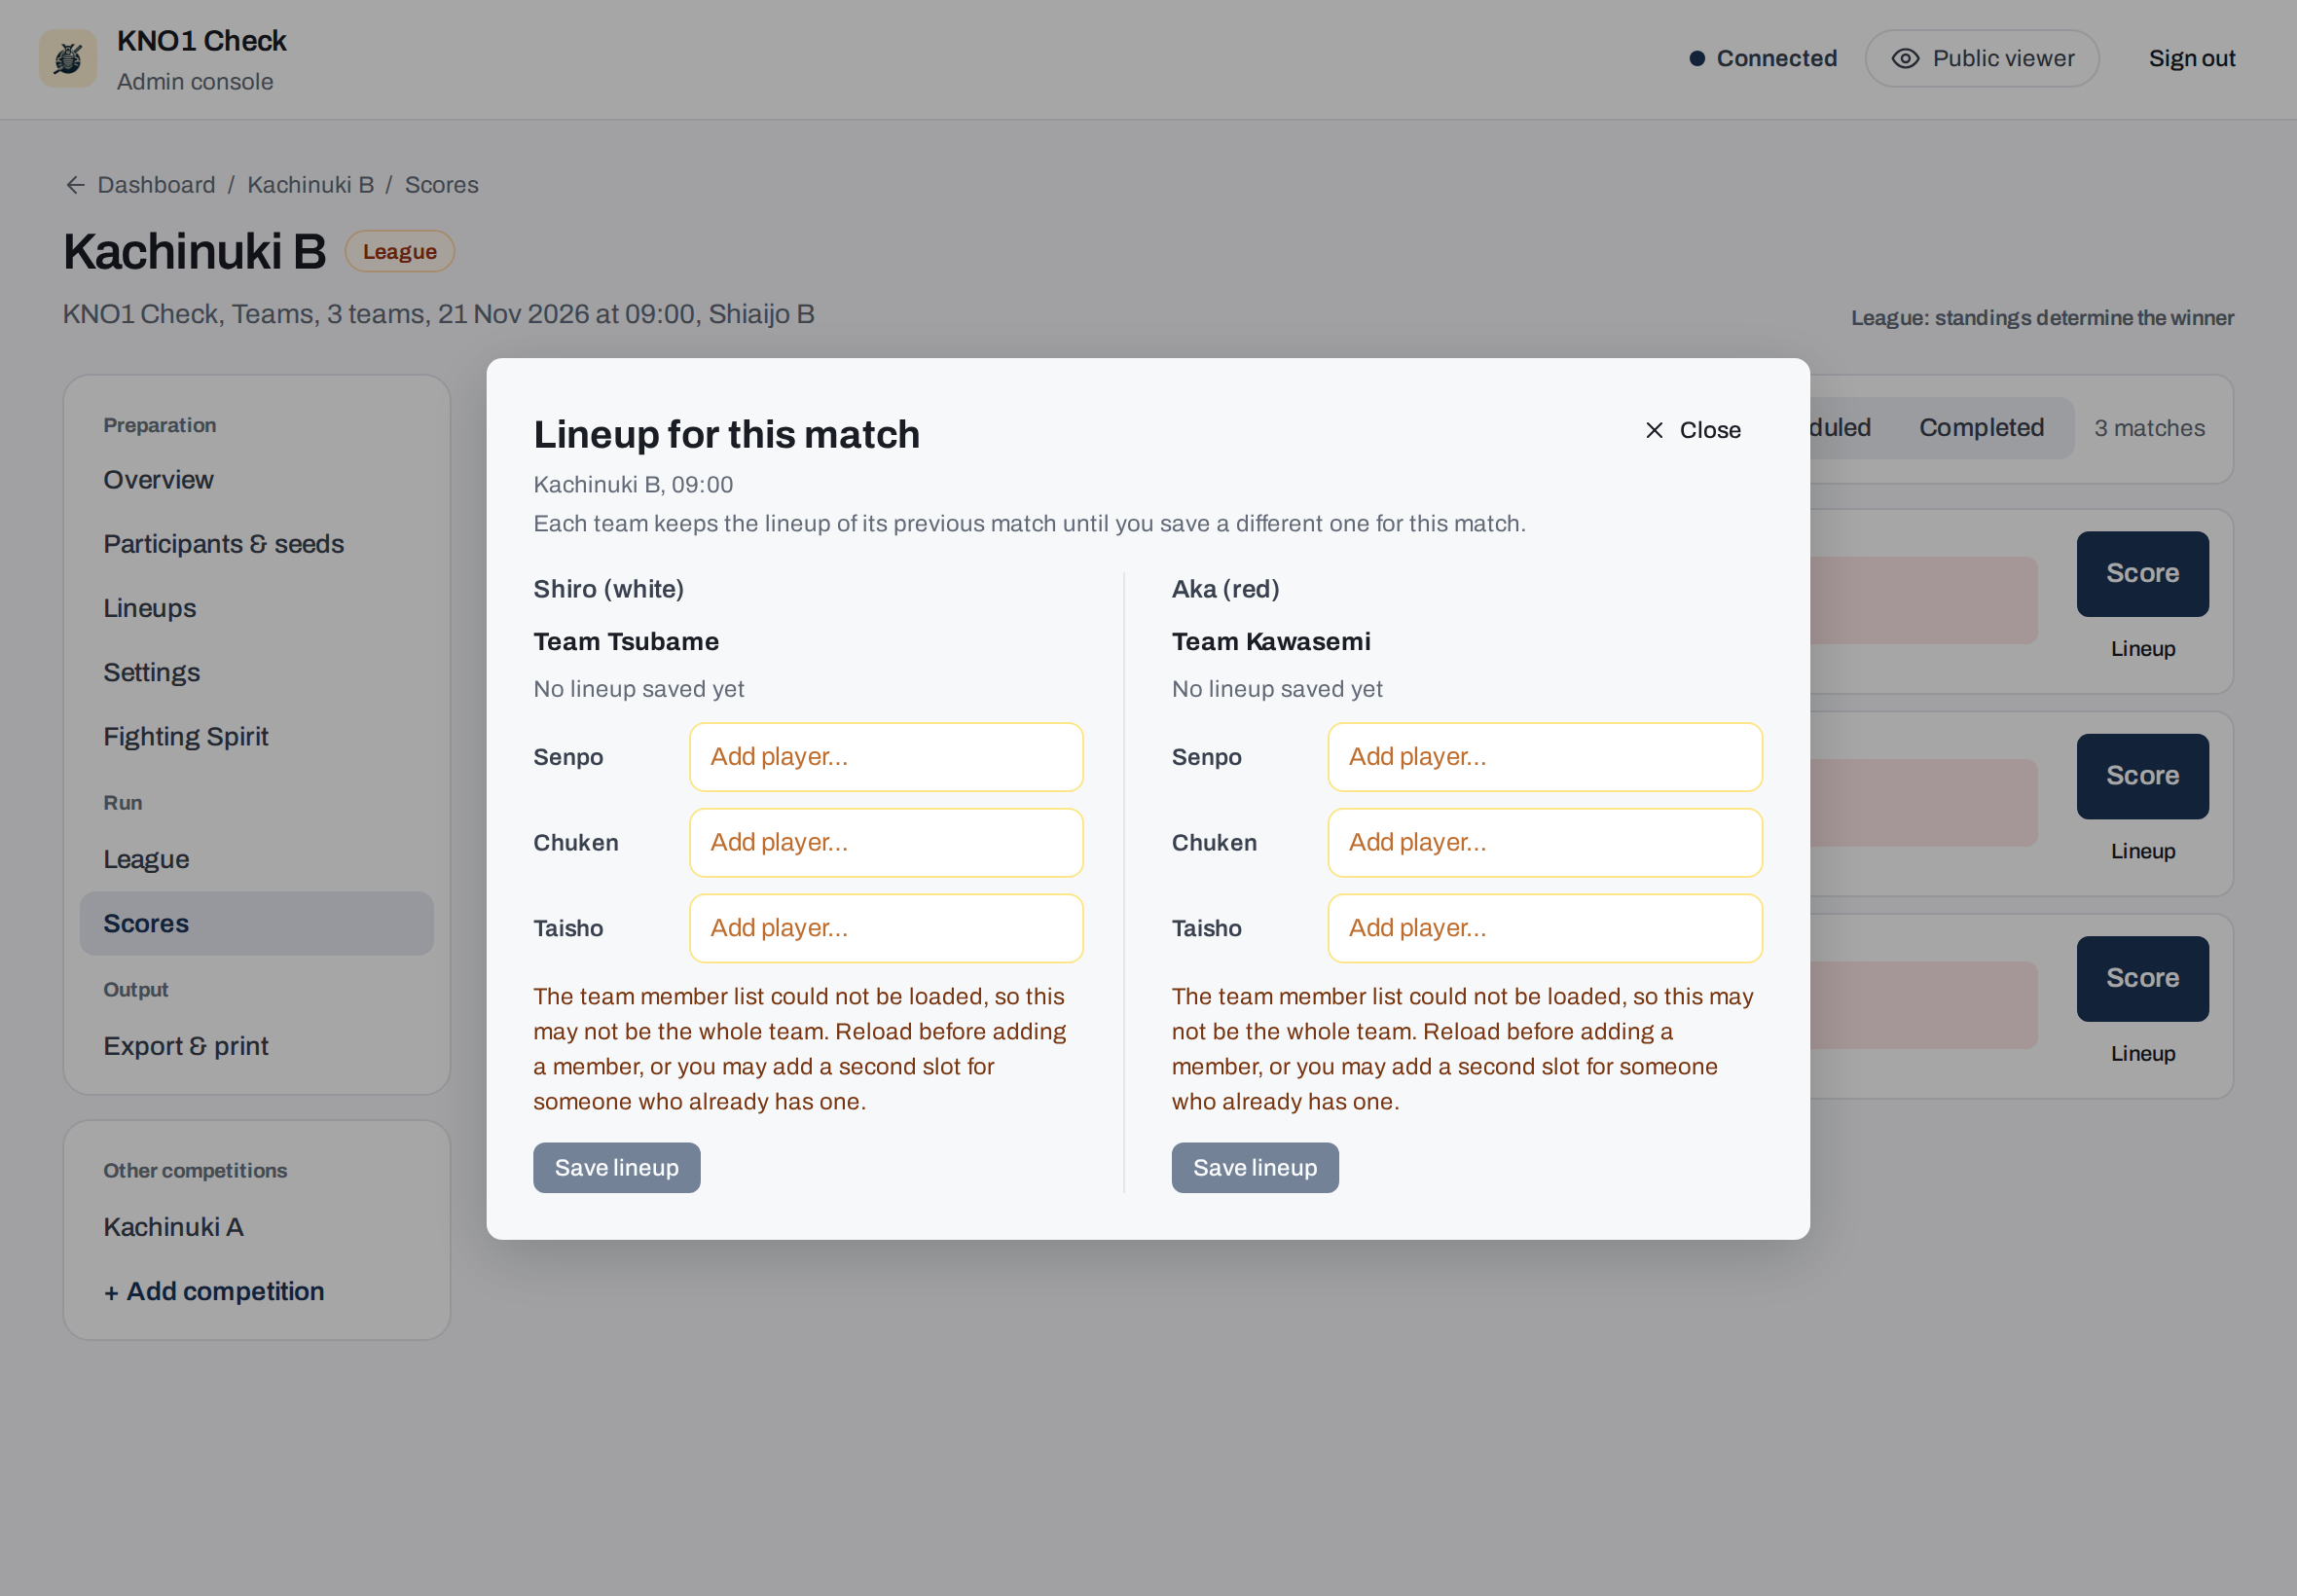 KNO1 Check
Admin console
Connected
Public viewer
Sign out
Dashboard / Kachinuki B / Scores
Kachinuki B
League
KNO1 Check, Teams, 3 teams, 21 Nov 2026 at 09:00, Shiaijo B
League: standings determine the winner
Preparation
Overview
Participants & seeds
Lineups
Settings
Fighting Spirit
Run
League
Scores
Output
Export & print
Other competitions
Kachinuki A
+ Add competition
Lineup for this match
Close
Kachinuki B, 09:00
Each team keeps the lineup of its previous match until you save a different one for this match.
Shiro (white)
Team Tsubame
No lineup saved yet
Senpo
Add player...
Chuken
Add player...
Taisho
Add player...
The team member list could not be loaded, so this
may not be the whole team. Reload before adding
a member, or you may add a second slot for
someone who already has one.
Save lineup
Aka (red)
Team Kawasemi
No lineup saved yet
Senpo
Add player...
Chuken
Add player...
Taisho
Add player...
The team member list could not be loaded, so this may
not be the whole team. Reload before adding a
member, or you may add a second slot for someone
who already has one.
Save lineup
duled
Completed
3 matches
Score
Lineup
Score
Lineup
Score
Lineup